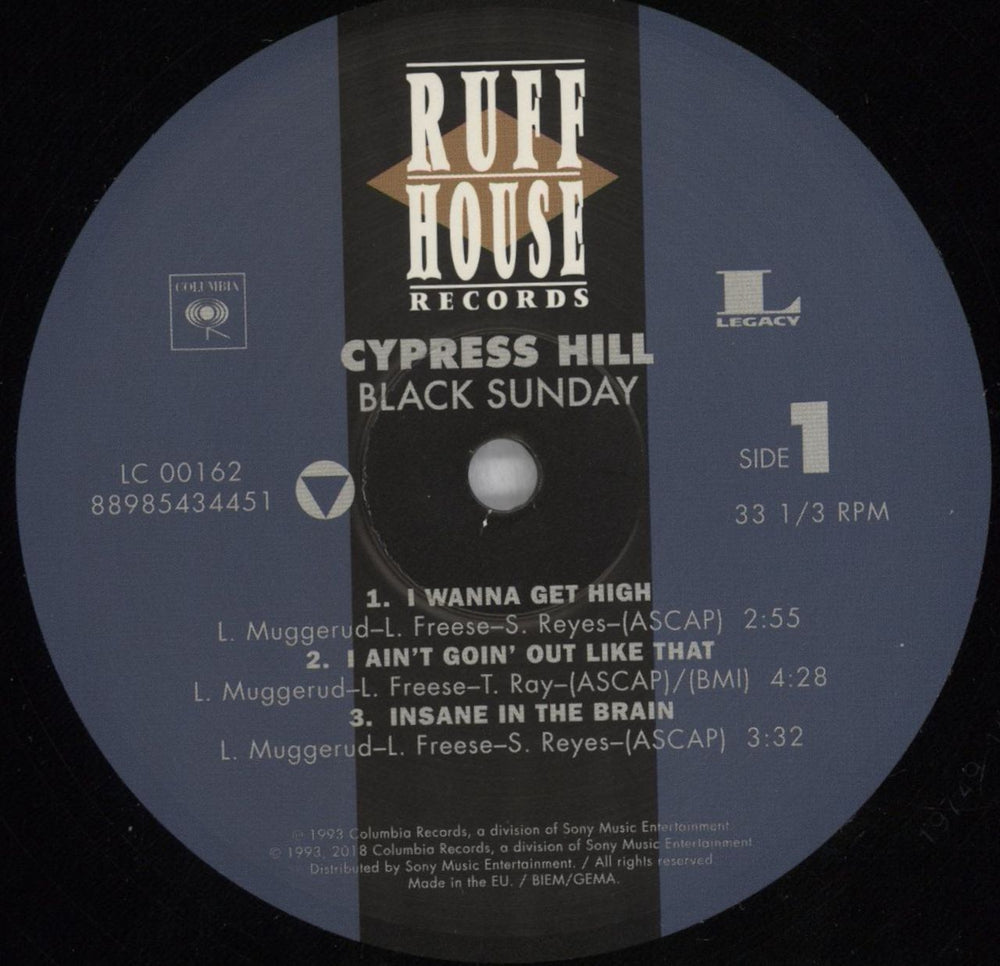 RUFF
HOUSE
RECORDS
COLUMBIA
LEGACY
CYPRESS HILL
BLACK SUNDAY
LC 00162
88985434451
SIDE 1
33 1/3 RPM
1. I WANNA GET HIGH
L. Muggerud–L. Freese–S. Reyes–(ASCAP) 2:55
2. I AIN'T GOIN' OUT LIKE THAT
L. Muggerud–L. Freese–T. Ray–(ASCAP)/(BMI) 4:28
3. INSANE IN THE BRAIN
L. Muggerud–L. Freese–S. Reyes–(ASCAP) 3:32
℗ 1993 Columbia Records, a division of Sony Music Entertainment.
© 1993, 2018 Columbia Records, a division of Sony Music Entertainment.
Distributed by Sony Music Entertainment. / All rights reserved.
Made in the EU. / BIEM/GEMA.